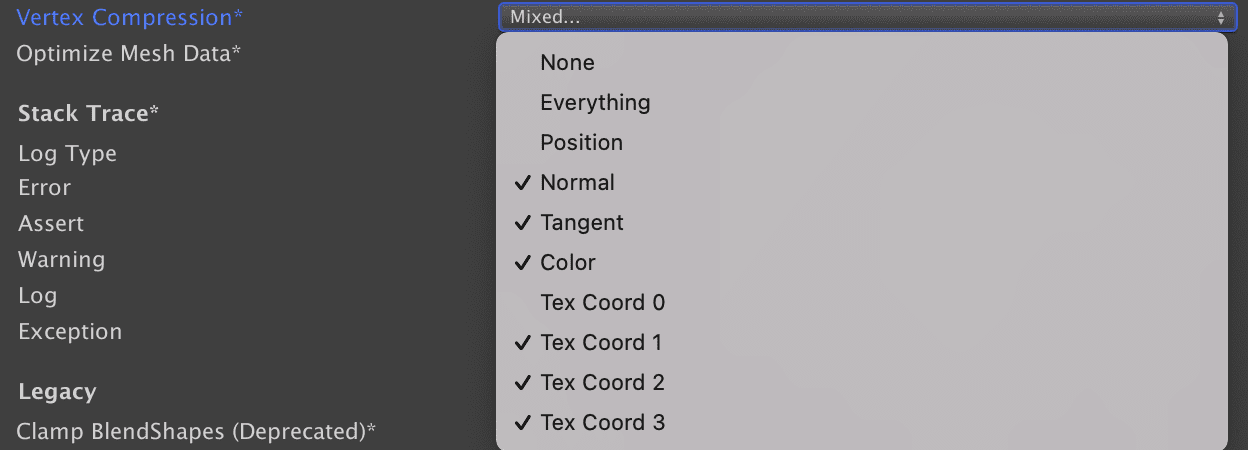 Vertex Compression* Mixed...
Optimize Mesh Data*
None
Everything
Stack Trace*
Position
Log Type
Normal
Error
Tangent
Assert
Color
Warning
Tex Coord 0
Log
Tex Coord 1
Exception
Tex Coord 2
Legacy
Tex Coord 3
Clamp BlendShapes (Deprecated)*